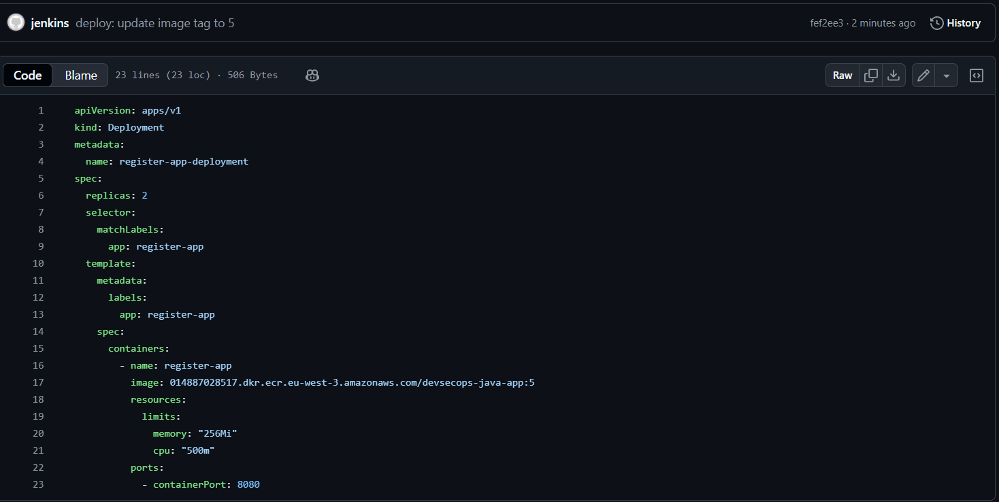 jenkins deploy: update image tag to 5 fef2ee3 · 2 minutes ago History
Code Blame 23 lines (23 loc) · 506 Bytes Raw
1 apiVersion: apps/v1
2 kind: Deployment
3 metadata:
4   name: register-app-deployment
5 spec:
6   replicas: 2
7   selector:
8     matchLabels:
9       app: register-app
10   template:
11     metadata:
12       labels:
13         app: register-app
14     spec:
15       containers:
16         - name: register-app
17           image: 014887028517.dkr.ecr.eu-west-3.amazonaws.com/devsecops-java-app:5
18           resources:
19             limits:
20               memory: "256Mi"
21               cpu: "500m"
22           ports:
23             - containerPort: 8080